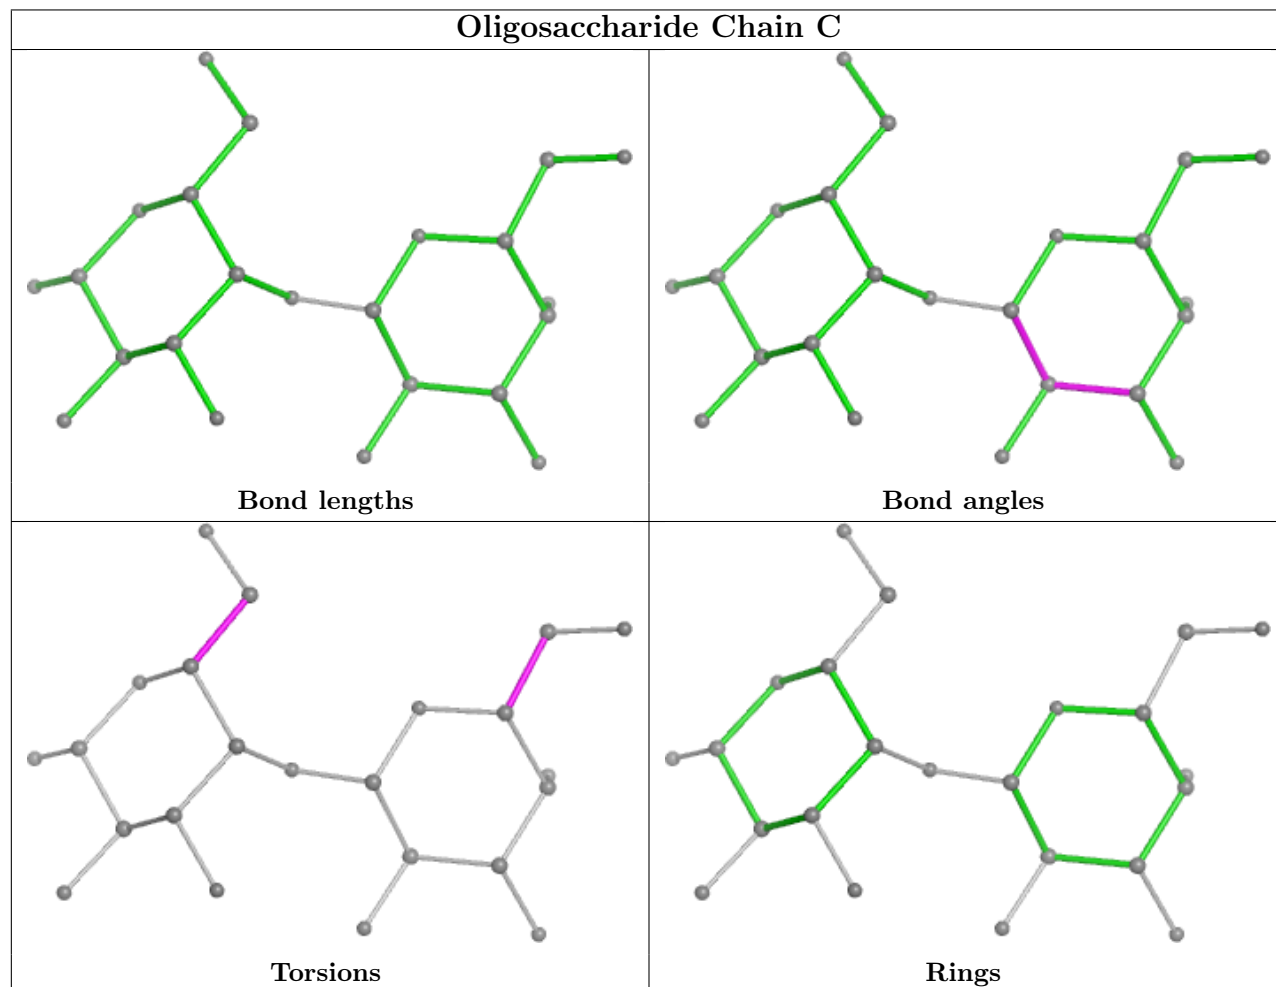 Oligosaccharide Chain C
Bond lengths
Bond angles
Torsions
Rings